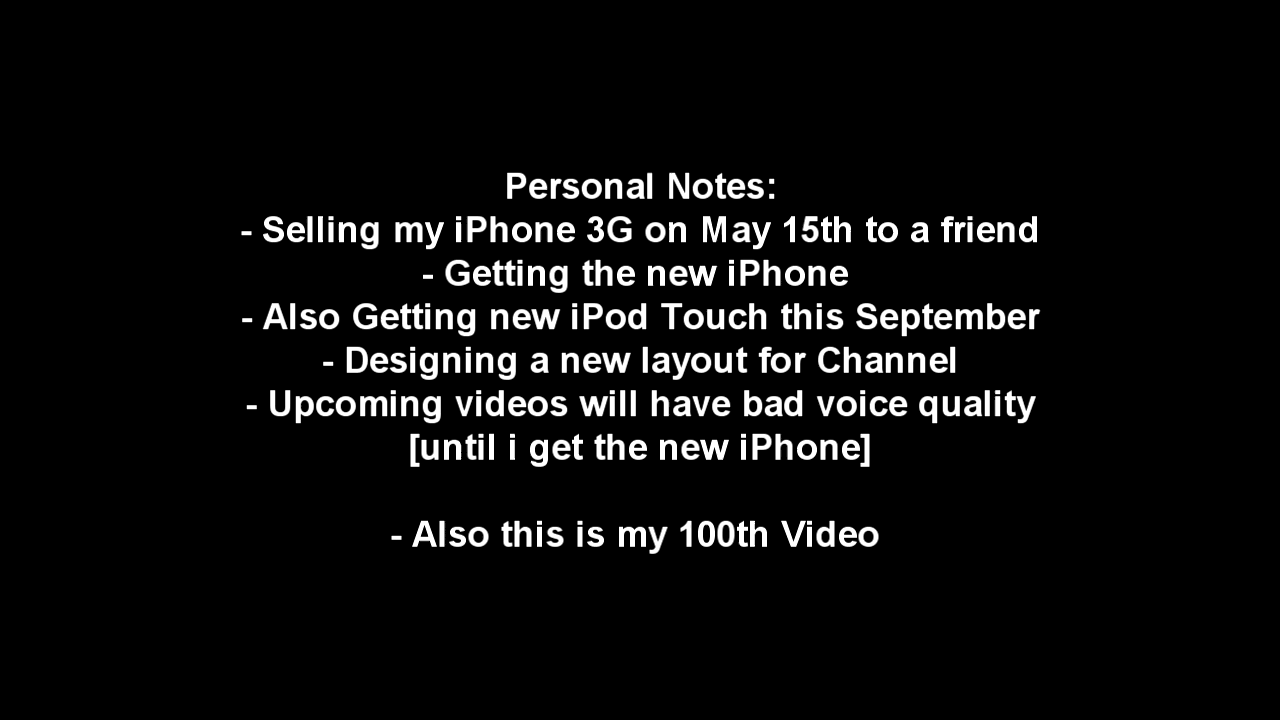 Personal Notes:
- Selling my iPhone 3G on May 15th to a friend
- Getting the new iPhone
- Also Getting new iPod Touch this September
- Designing a new layout for Channel
- Upcoming videos will have bad voice quality
[until i get the new iPhone]
- Also this is my 100th Video